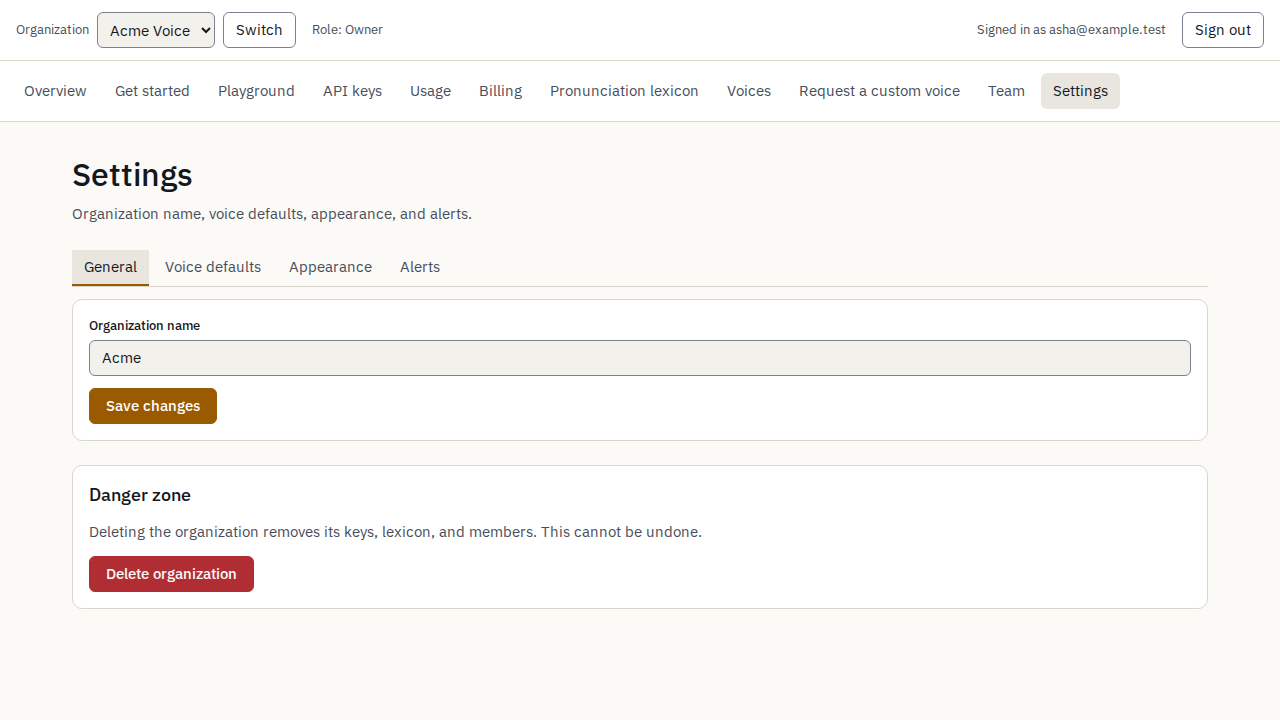 Organization Acme Voice Switch Role: Owner Signed in as asha@example.test Sign out
Overview Get started Playground API keys Usage Billing Pronunciation lexicon Voices Request a custom voice Team Settings
Settings
Organization name, voice defaults, appearance, and alerts.
General Voice defaults Appearance Alerts
Organization name
Acme
Save changes
Danger zone
Deleting the organization removes its keys, lexicon, and members. This cannot be undone.
Delete organization